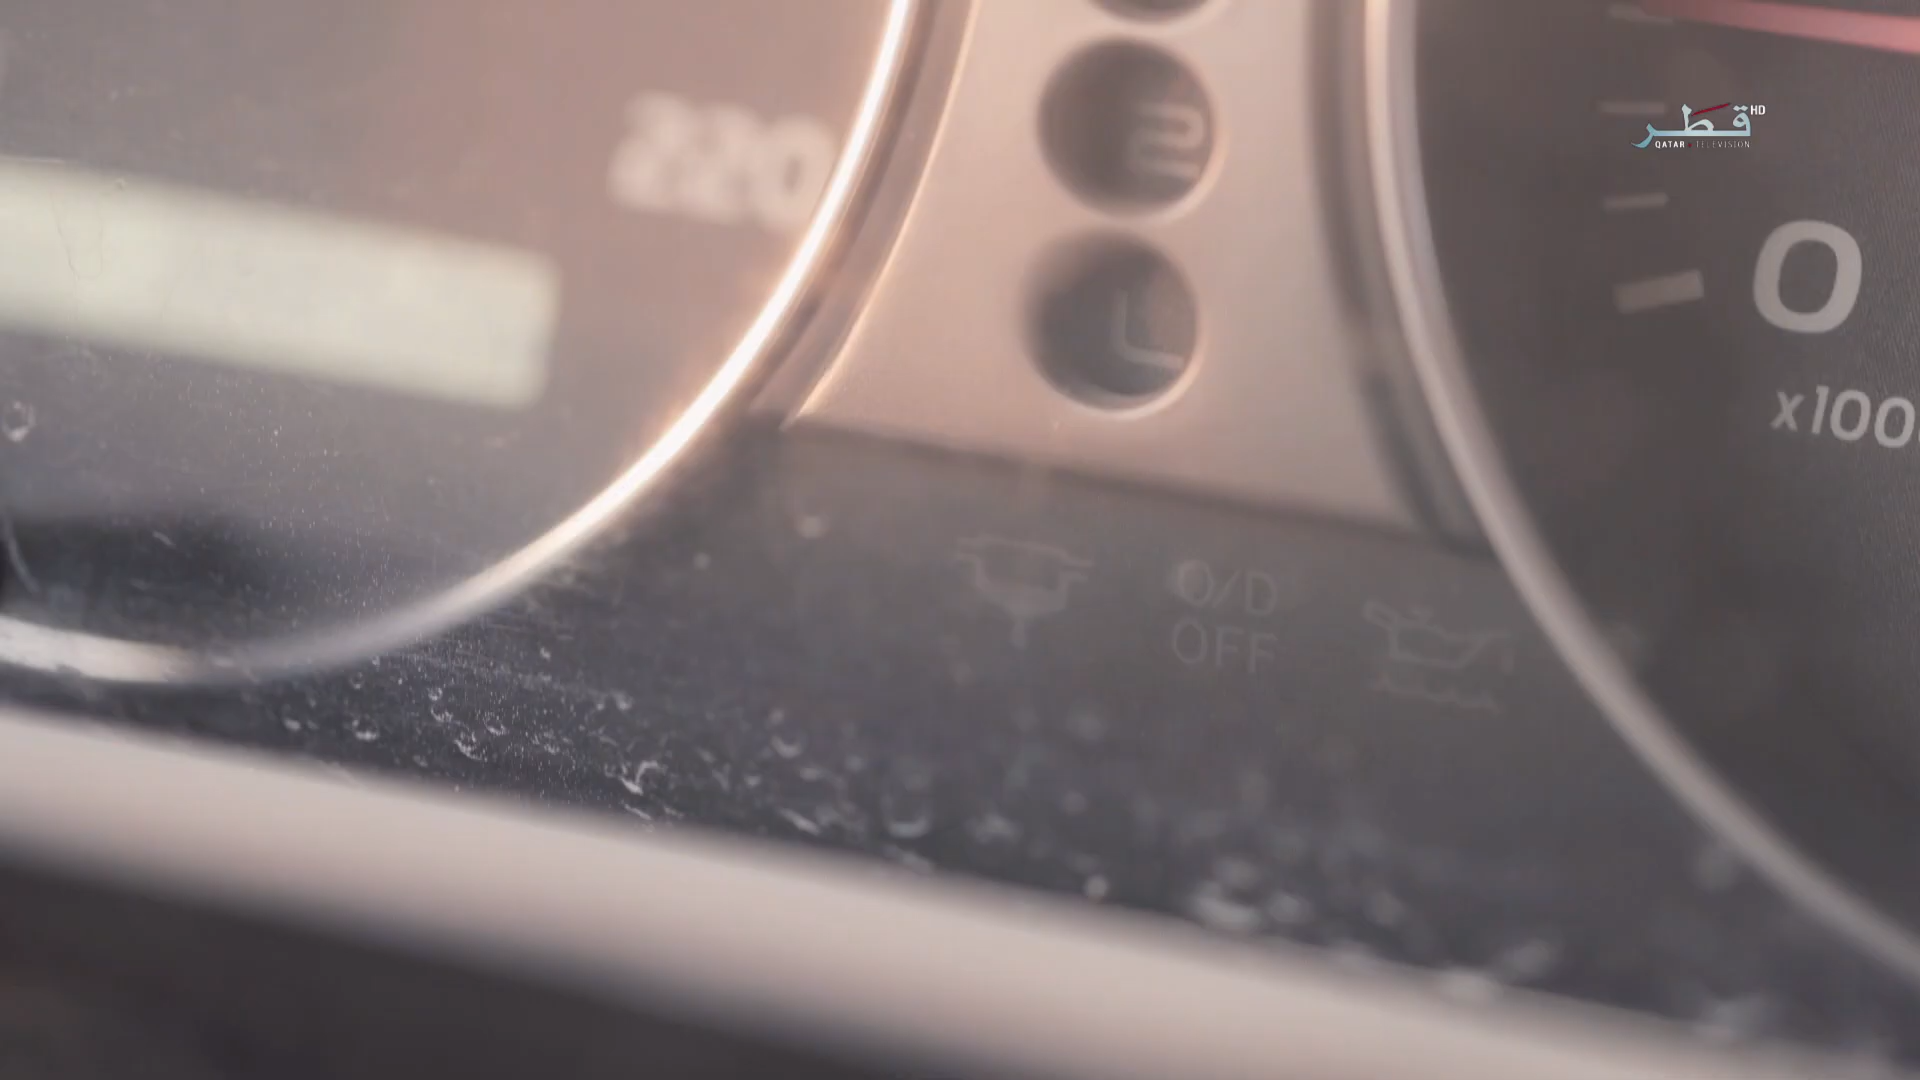 220
2
L
قطر HD
QATAR TELEVISION
0
x100
O/D
OFF